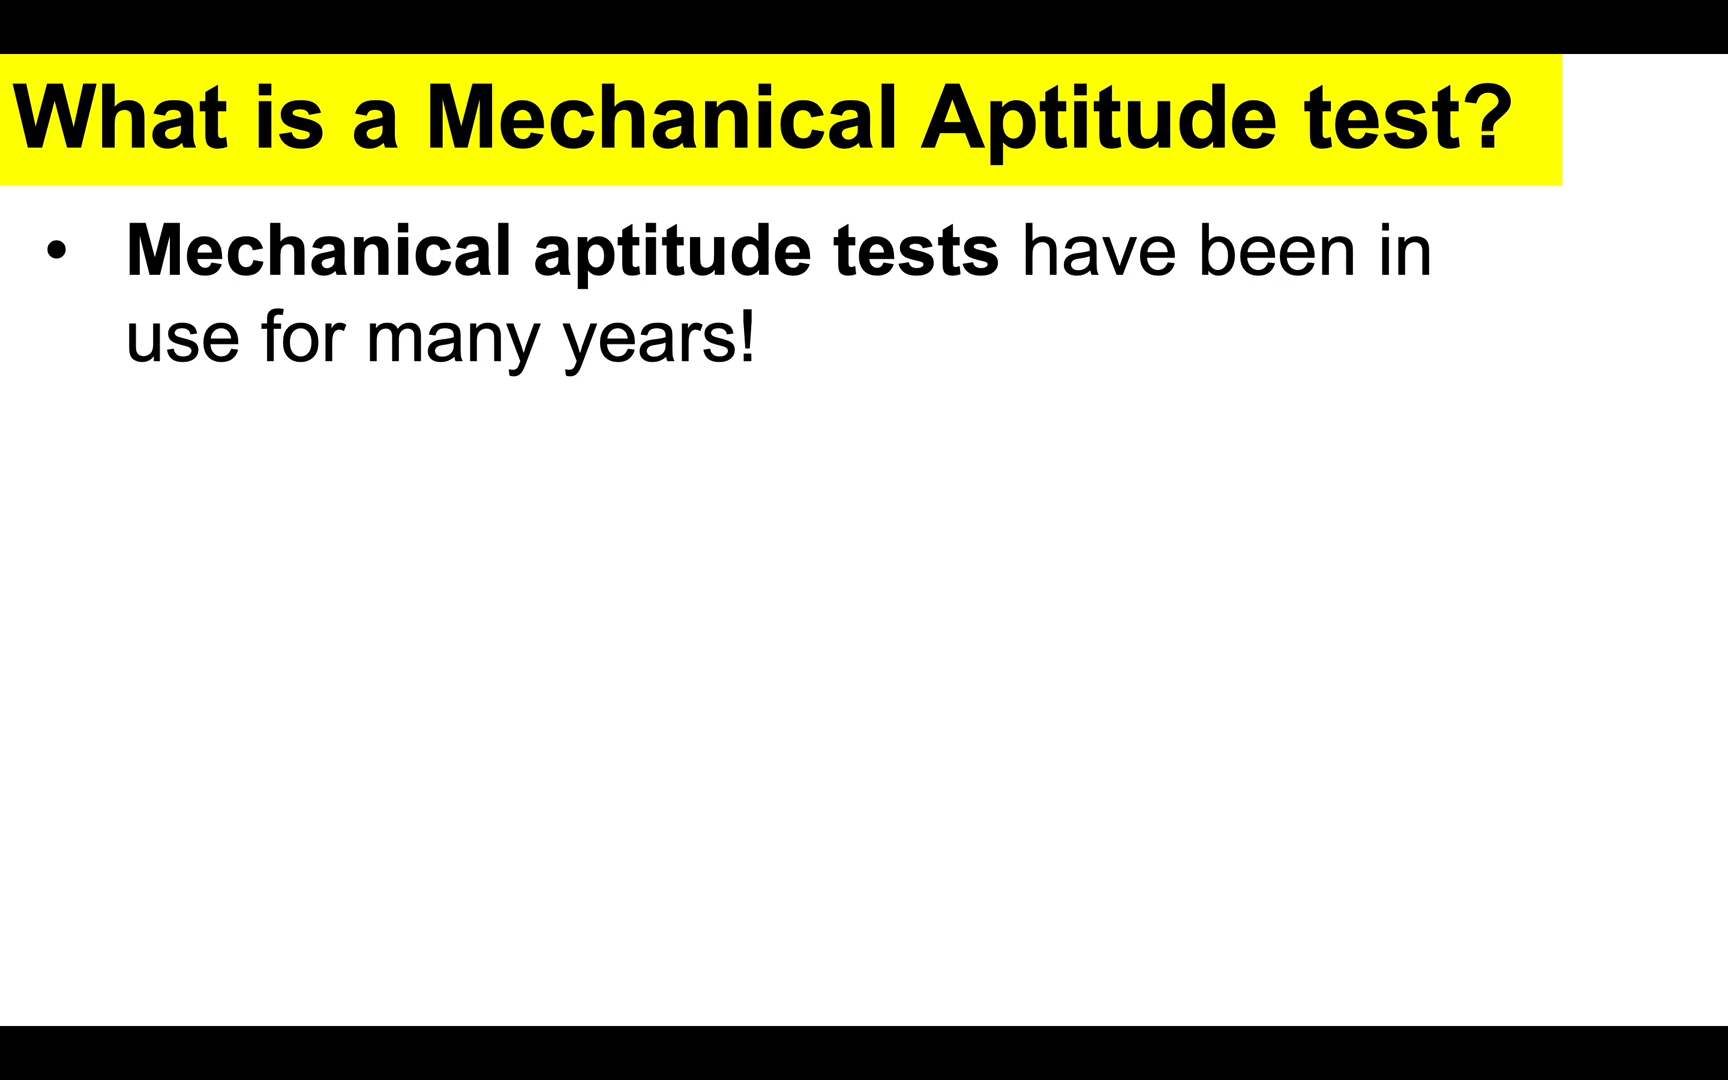 What is a Mechanical Aptitude test?
• Mechanical aptitude tests have been in
use for many years!